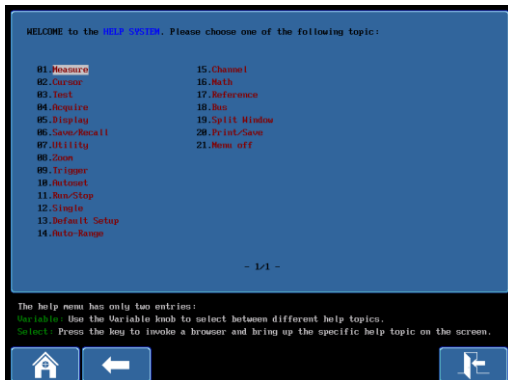 WELCOME to the HELP SYSTEM. Please choose one of the following topic:
01.Measure
02.Cursor
03.Test
04.Acquire
05.Display
06.Save/Recall
07.Utility
08.Zoom
09.Trigger
10.Autoset
11.Run/Stop
12.Single
13.Default Setup
14.Auto-Range
15.Channel
16.Math
17.Reference
18.Bus
19.Split Window
20.Print/Save
21.Menu off
- 1/1 -
The help menu has only two entries:
Variable: Use the Variable knob to select between different help topics.
Select: Press the key to invoke a browser and bring up the specific help topic on the screen.